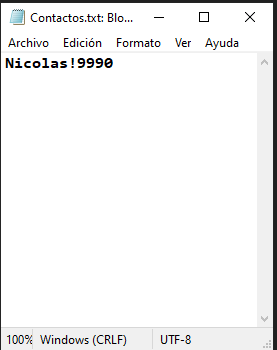 Contactos.txt: Blo...
Archivo Edición Formato Ver Ayuda
Nicolas!9990
100% Windows (CRLF) UTF-8